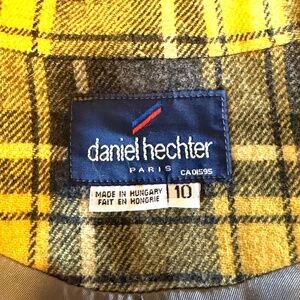 daniel hechter
PARIS CA01595
MADE IN HUNGARY
FAIT EN HONGRIE
10